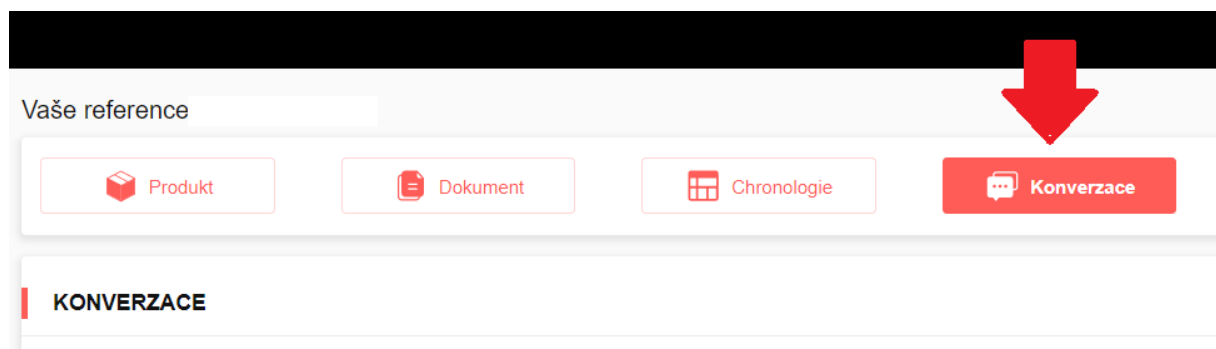 Vaše reference
Produkt Dokument Chronologie Konverzace
KONVERZACE